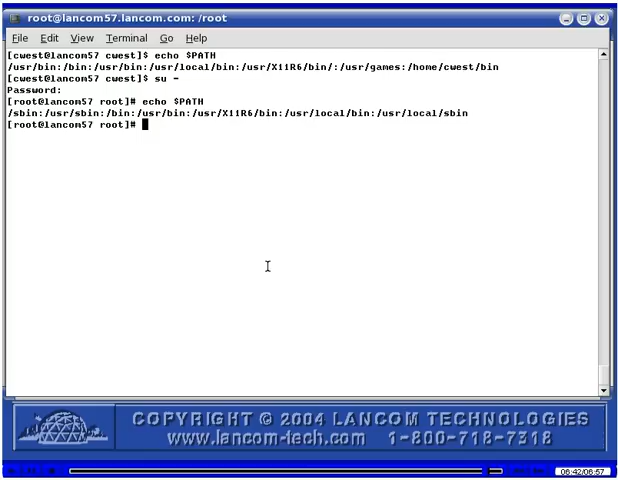 root@lancom57.lancom.com: /root
File Edit View Terminal Go Help
[cwest@lancom57 cwest]$ echo $PATH
/usr/bin:/bin:/usr/bin:/usr/local/bin:/usr/X11R6/bin/:/usr/games:/home/cwest/bin
[cwest@lancom57 cwest]$ su -
Password:
[root@lancom57 root]# echo $PATH
/sbin:/usr/sbin:/bin:/usr/bin:/usr/X11R6/bin:/usr/local/bin:/usr/local/sbin
[root@lancom57 root]#
COPYRIGHT © 2004 LANCOM TECHNOLOGIES
www.lancom-tech.com 1-800-718-7318
06:42/06:57